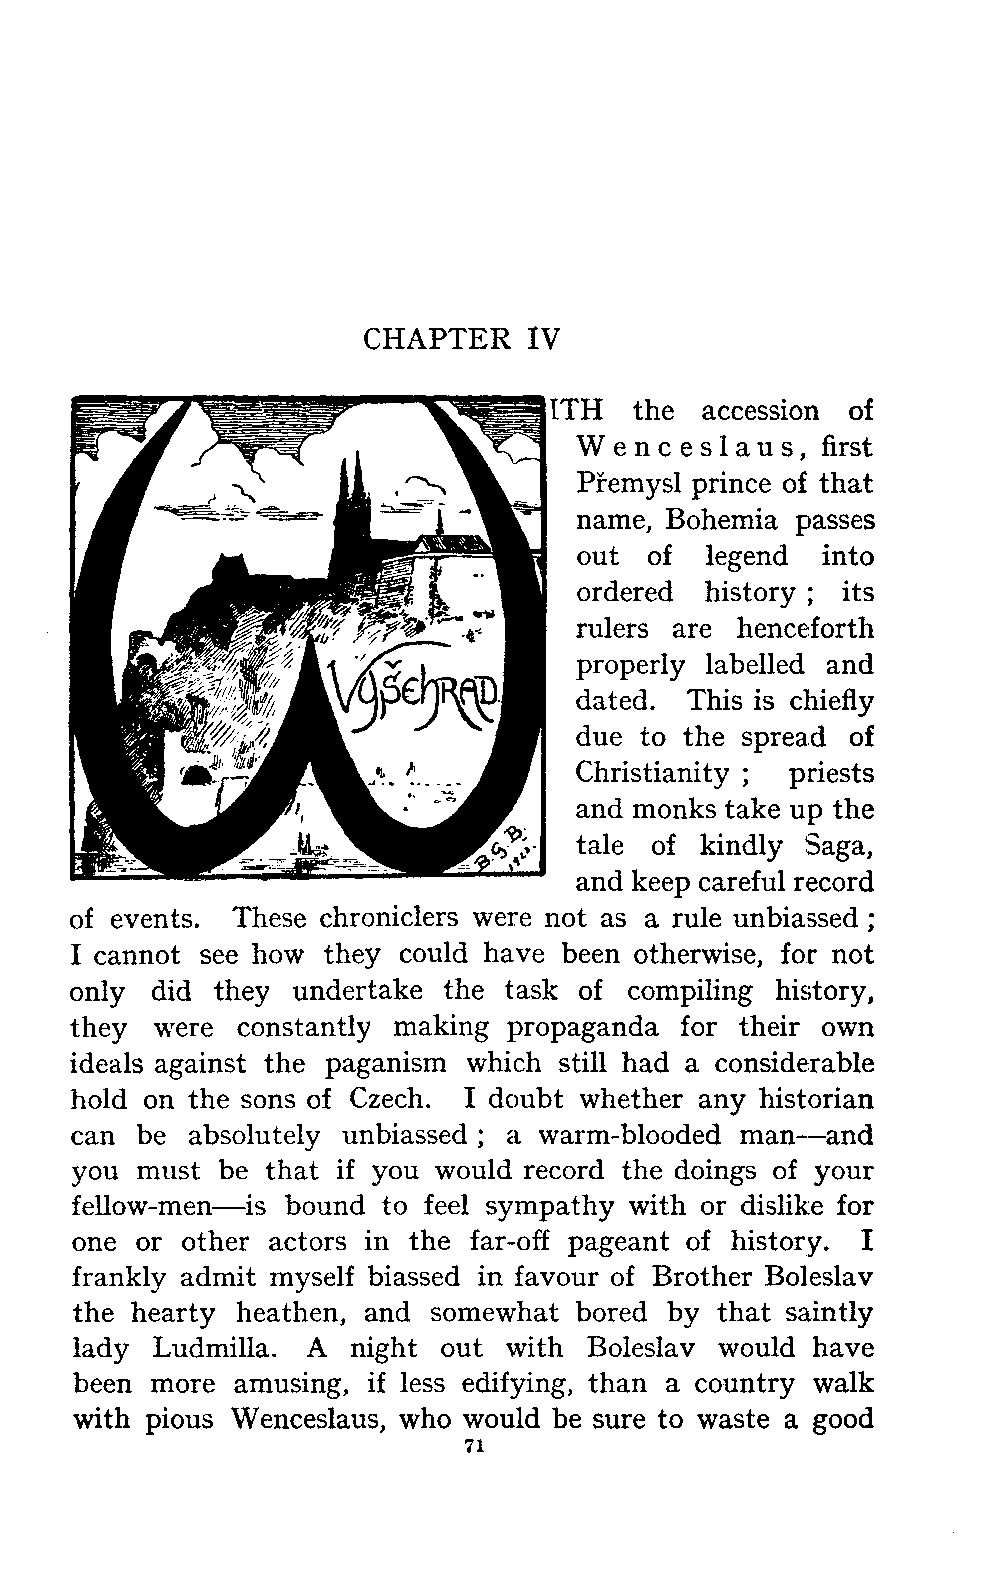 CHAPTER IV
WITH the accession of
Wenceslaus, first
Přemysl prince of that
name, Bohemia passes
out of legend into
ordered history ; its
rulers are henceforth
properly labelled and
dated. This is chiefly
due to the spread of
Christianity ; priests
and monks take up the
tale of kindly Saga,
and keep careful record
Vyšehrad
B.G.B.
of events. These chroniclers were not as a rule unbiassed ;
I cannot see how they could have been otherwise, for not
only did they undertake the task of compiling history,
they were constantly making propaganda for their own
ideals against the paganism which still had a considerable
hold on the sons of Czech. I doubt whether any historian
can be absolutely unbiassed ; a warm-blooded man—and
you must be that if you would record the doings of your
fellow-men—is bound to feel sympathy with or dislike for
one or other actors in the far-off pageant of history. I
frankly admit myself biassed in favour of Brother Boleslav
the hearty heathen, and somewhat bored by that saintly
lady Ludmilla. A night out with Boleslav would have
been more amusing, if less edifying, than a country walk
with pious Wenceslaus, who would be sure to waste a good
71